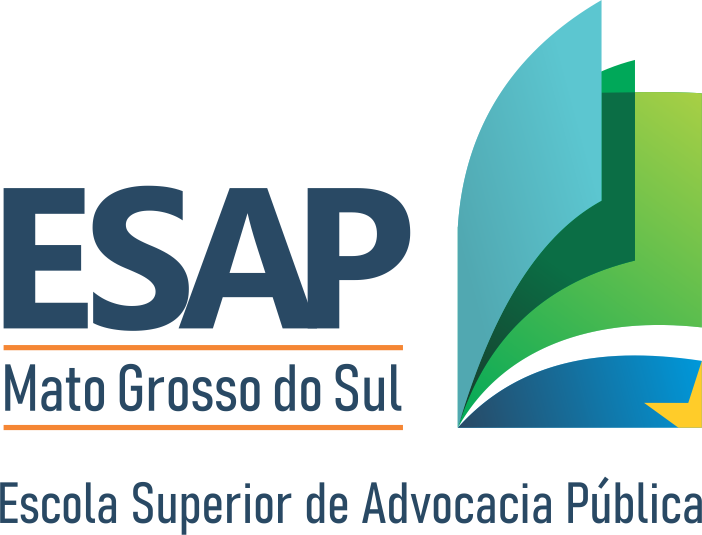 ESAP
Mato Grosso do Sul
Escola Superior de Advocacia Pública